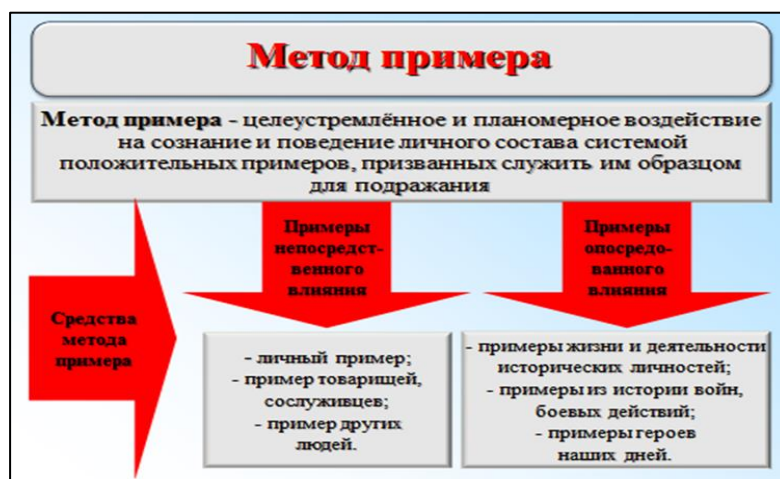 Метод примера
Метод примера - целеустремлённое и планомерное воздействие
на сознание и поведение личного состава системой
положительных примеров, призванных служить им образцом
для подражания
Средства
метода
примера
Примеры
непосредст-
венного
влияния
- личный пример;
- пример товарищей,
сослуживцев;
- пример других
людей.
Примеры
опосредо-
ванного
влияния
- примеры жизни и деятельности
исторических личностей;
- примеры из истории войн,
боевых действий;
- примеры героев
наших дней.